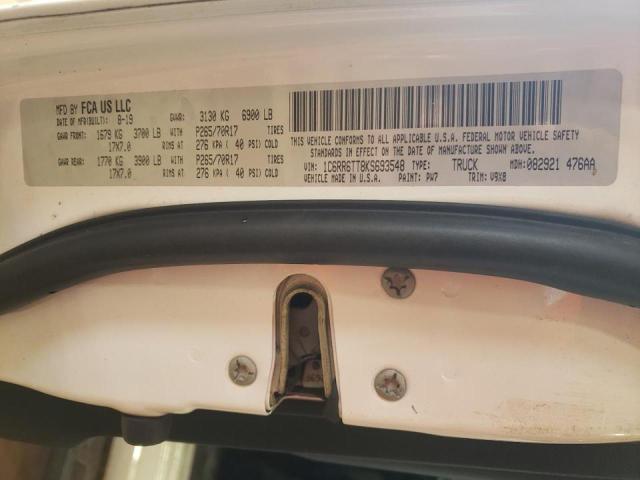 MFD BY FCA US LLC
DATE OF MFR(BUILT): 8-19 GVWR: 3130 KG 6900 LB
GAWR FRONT: 1679 KG 3700 LB WITH P265/70R17 TIRES
17X7.0 RIMS AT 276 KPA ( 40 PSI) COLD
GAWR REAR: 1770 KG 3900 LB WITH P265/70R17 TIRES
17X7.0 RIMS AT 276 KPA ( 40 PSI) COLD
THIS VEHICLE CONFORMS TO ALL APPLICABLE U.S.A. FEDERAL MOTOR VEHICLE SAFETY
STANDARDS IN EFFECT ON THE DATE OF MANUFACTURE SHOWN ABOVE.
VIN: 1C6RR6TT8KS693548 TYPE: TRUCK MDH: 082921 476AA
VEHICLE MADE IN U.S.A. PAINT: PW7 TRIM: V9X8